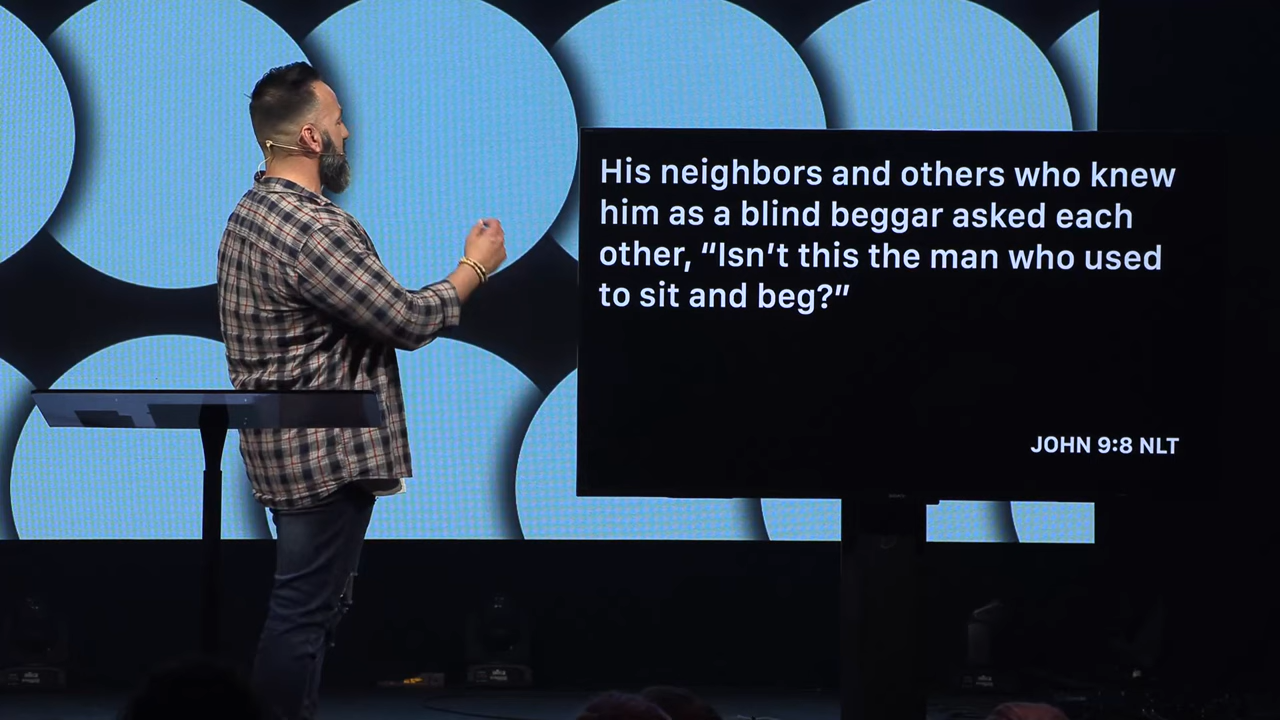 His neighbors and others who knew
him as a blind beggar asked each
other, “Isn’t this the man who used
to sit and beg?”
JOHN 9:8 NLT